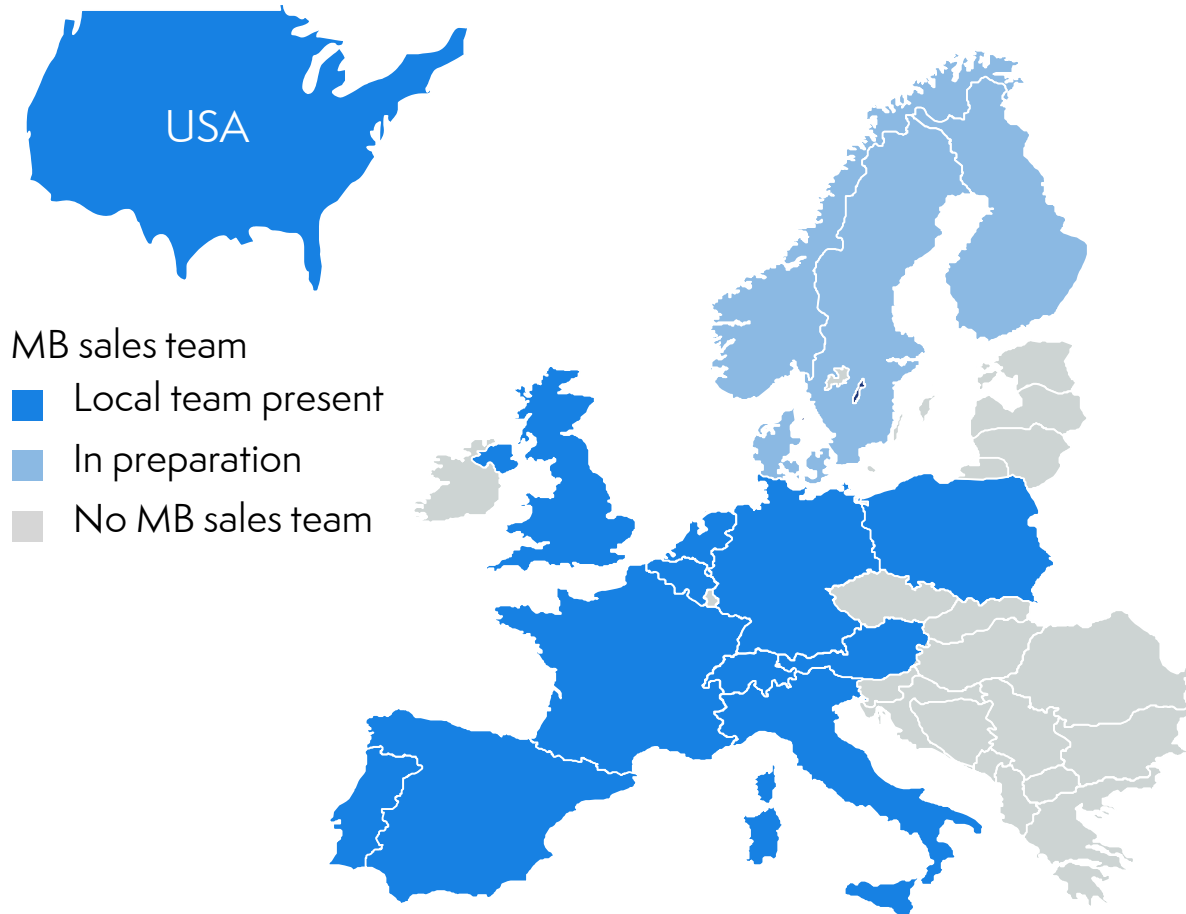 USA
MB sales team
Local team present
In preparation
No MB sales team